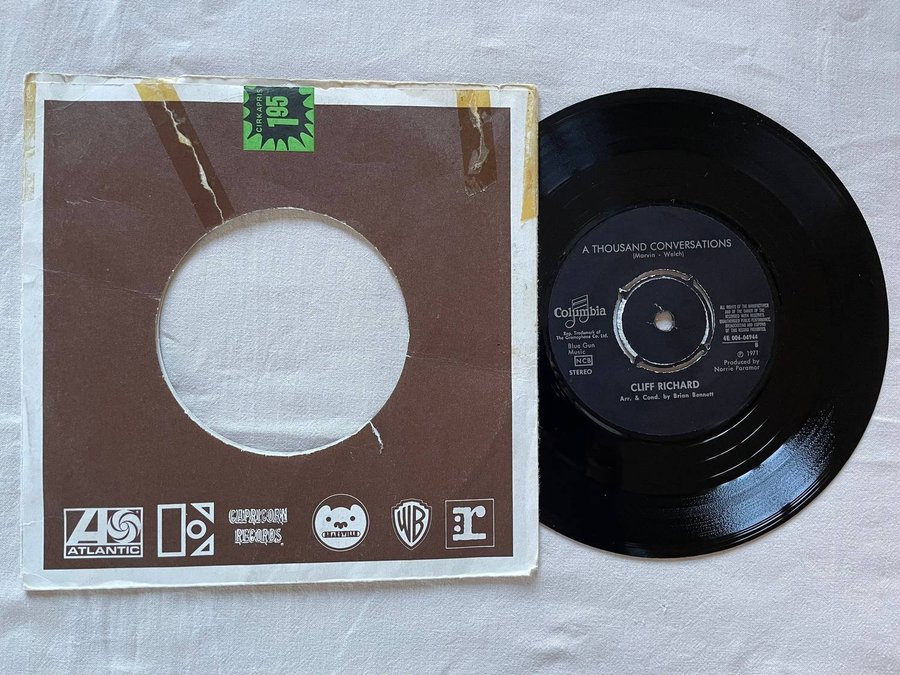 CIRKAPRIS
195
ATLANTIC
CAPRICORN
RECORDS.
WB
r
A THOUSAND CONVERSATIONS
(Marvin - Welch)
Columbia
Reg. Trademark of
The Gramophone Co. Ltd.
Blue Gun
Music
NCB
STEREO
ALL RIGHTS OF THE MANUFACTURER
AND OF THE OWNER OF THE
RECORDED WORK RESERVED.
UNAUTHORISED PUBLIC PERFORMANCE,
BROADCASTING AND COPYING
OF THIS RECORD PROHIBITED.
4E 006-04944
B
℗ 1971
Produced by
Norrie Paramor
CLIFF RICHARD
Arr. & Cond. by Brian Bennett